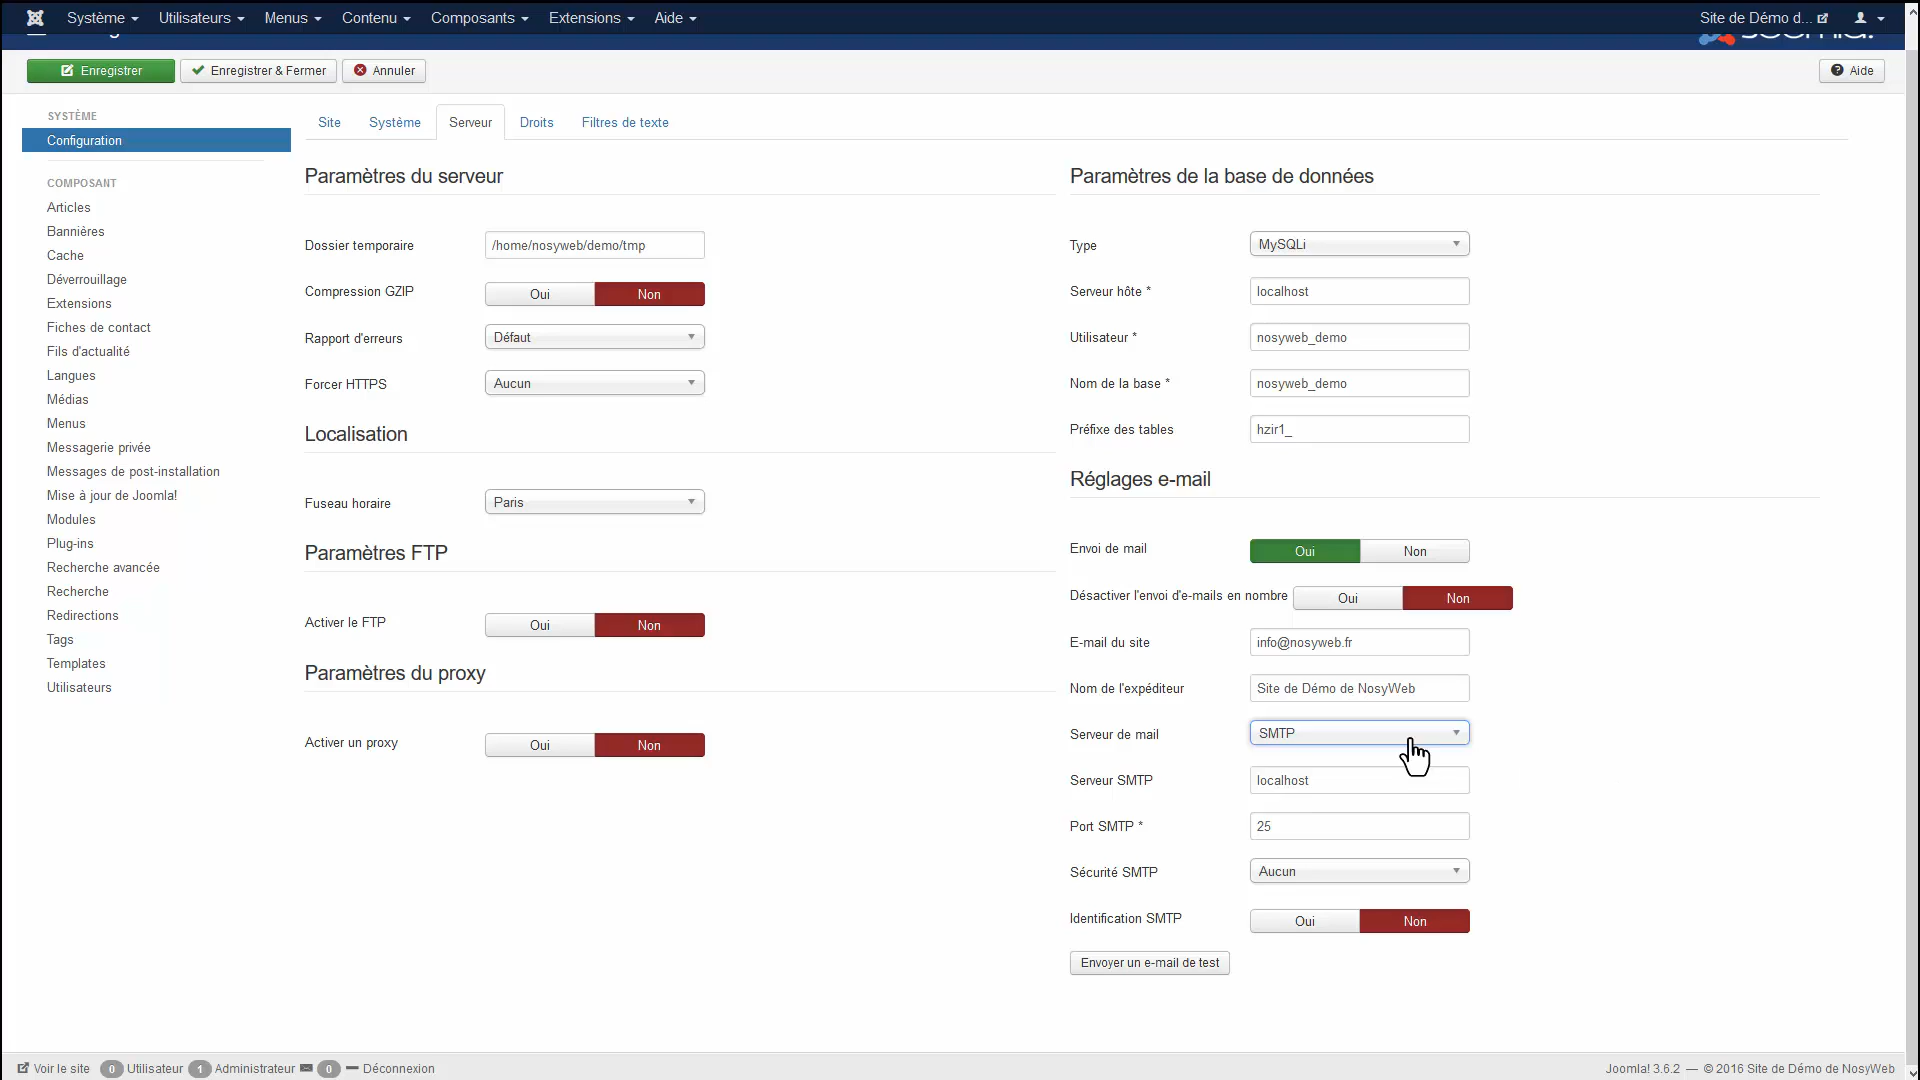 Système Utilisateurs Menus Contenu Composants Extensions Aide Site de Démo d...
Enregistrer Enregistrer & Fermer Annuler Aide
SYSTÈME
Configuration
COMPOSANT
Articles
Bannières
Cache
Déverrouillage
Extensions
Fiches de contact
Fils d'actualité
Langues
Médias
Menus
Messagerie privée
Messages de post-installation
Mise à jour de Joomla!
Modules
Plug-ins
Recherche avancée
Recherche
Redirections
Tags
Templates
Utilisateurs
Site Système Serveur Droits Filtres de texte
Paramètres du serveur
Dossier temporaire /home/nosyweb/demo/tmp
Compression GZIP Oui Non
Rapport d'erreurs Défaut
Forcer HTTPS Aucun
Localisation
Fuseau horaire Paris
Paramètres FTP
Activer le FTP Oui Non
Paramètres du proxy
Activer un proxy Oui Non
Paramètres de la base de données
Type MySQLi
Serveur hôte * localhost
Utilisateur * nosyweb_demo
Nom de la base * nosyweb_demo
Préfixe des tables hzir1_
Réglages e-mail
Envoi de mail Oui Non
Désactiver l'envoi d'e-mails en nombre Oui Non
E-mail du site info@nosyweb.fr
Nom de l'expéditeur Site de Démo de NosyWeb
Serveur de mail SMTP
Serveur SMTP localhost
Port SMTP * 25
Sécurité SMTP Aucun
Identification SMTP Oui Non
Envoyer un e-mail de test
Voir le site 0 Utilisateur 1 Administrateur 0 Déconnexion Joomla! 3.6.2 — © 2016 Site de Démo de NosyWeb